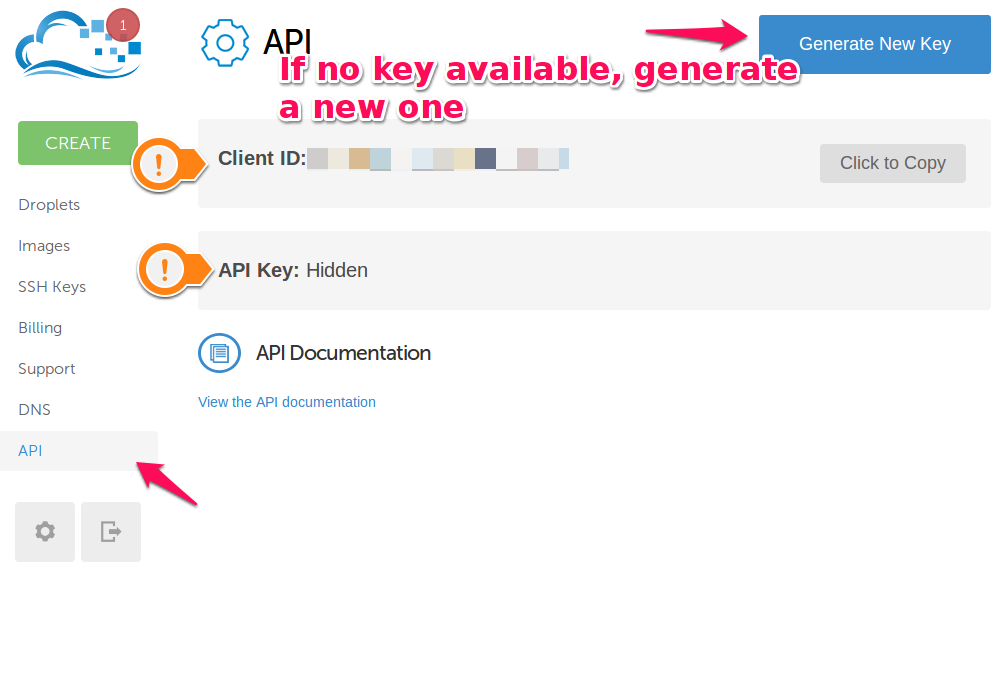 1
API
Generate New Key
If no key available, generate
a new one
CREATE
Client ID:
Click to Copy
Droplets
Images
SSH Keys
API Key: Hidden
Billing
API Documentation
Support
View the API documentation
DNS
API